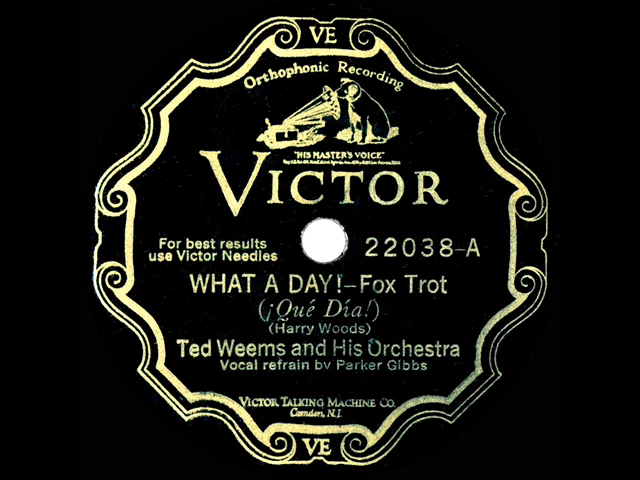 VE
Orthophonic Recording
"HIS MASTER'S VOICE"
VICTOR
For best results
use Victor Needles
22038-A
WHAT A DAY!-Fox Trot
(¡Qué Día!)
(Harry Woods)
Ted Weems and His Orchestra
Vocal refrain by Parker Gibbs
VICTOR TALKING MACHINE CO.
Camden, N.J.
VE